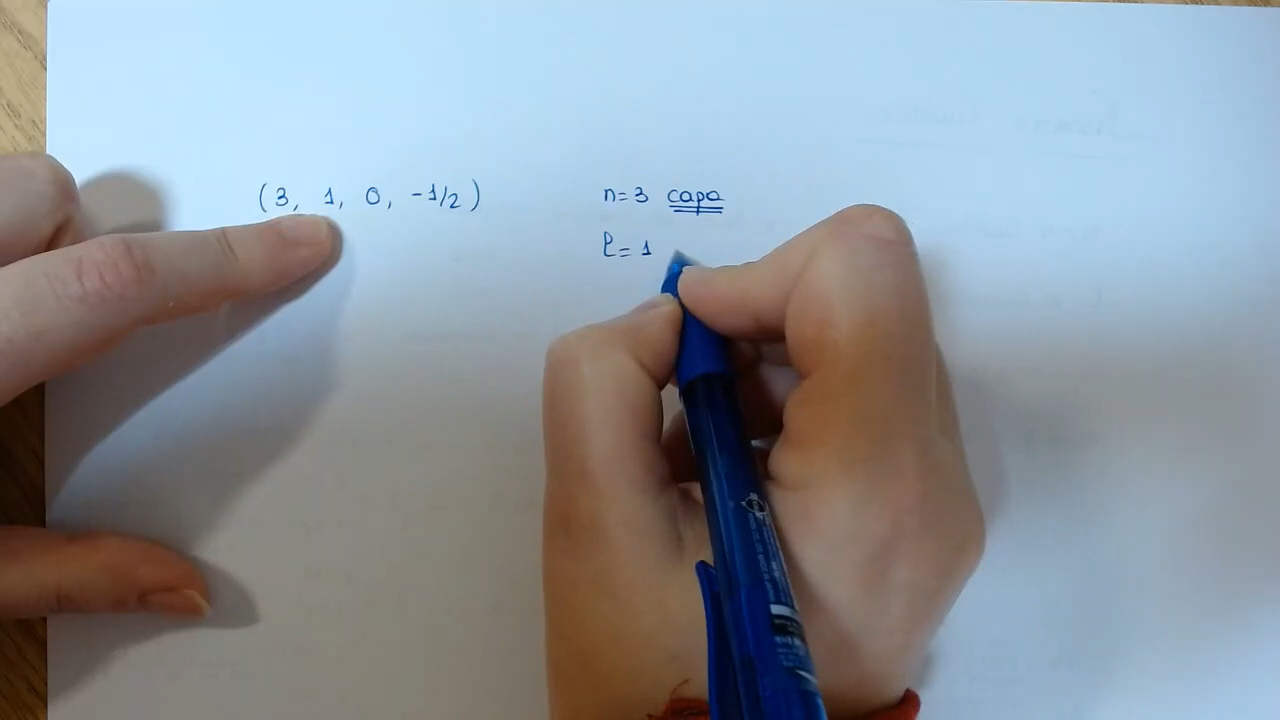 (3, 1, 0, -1/2)
n=3 capa
l=1